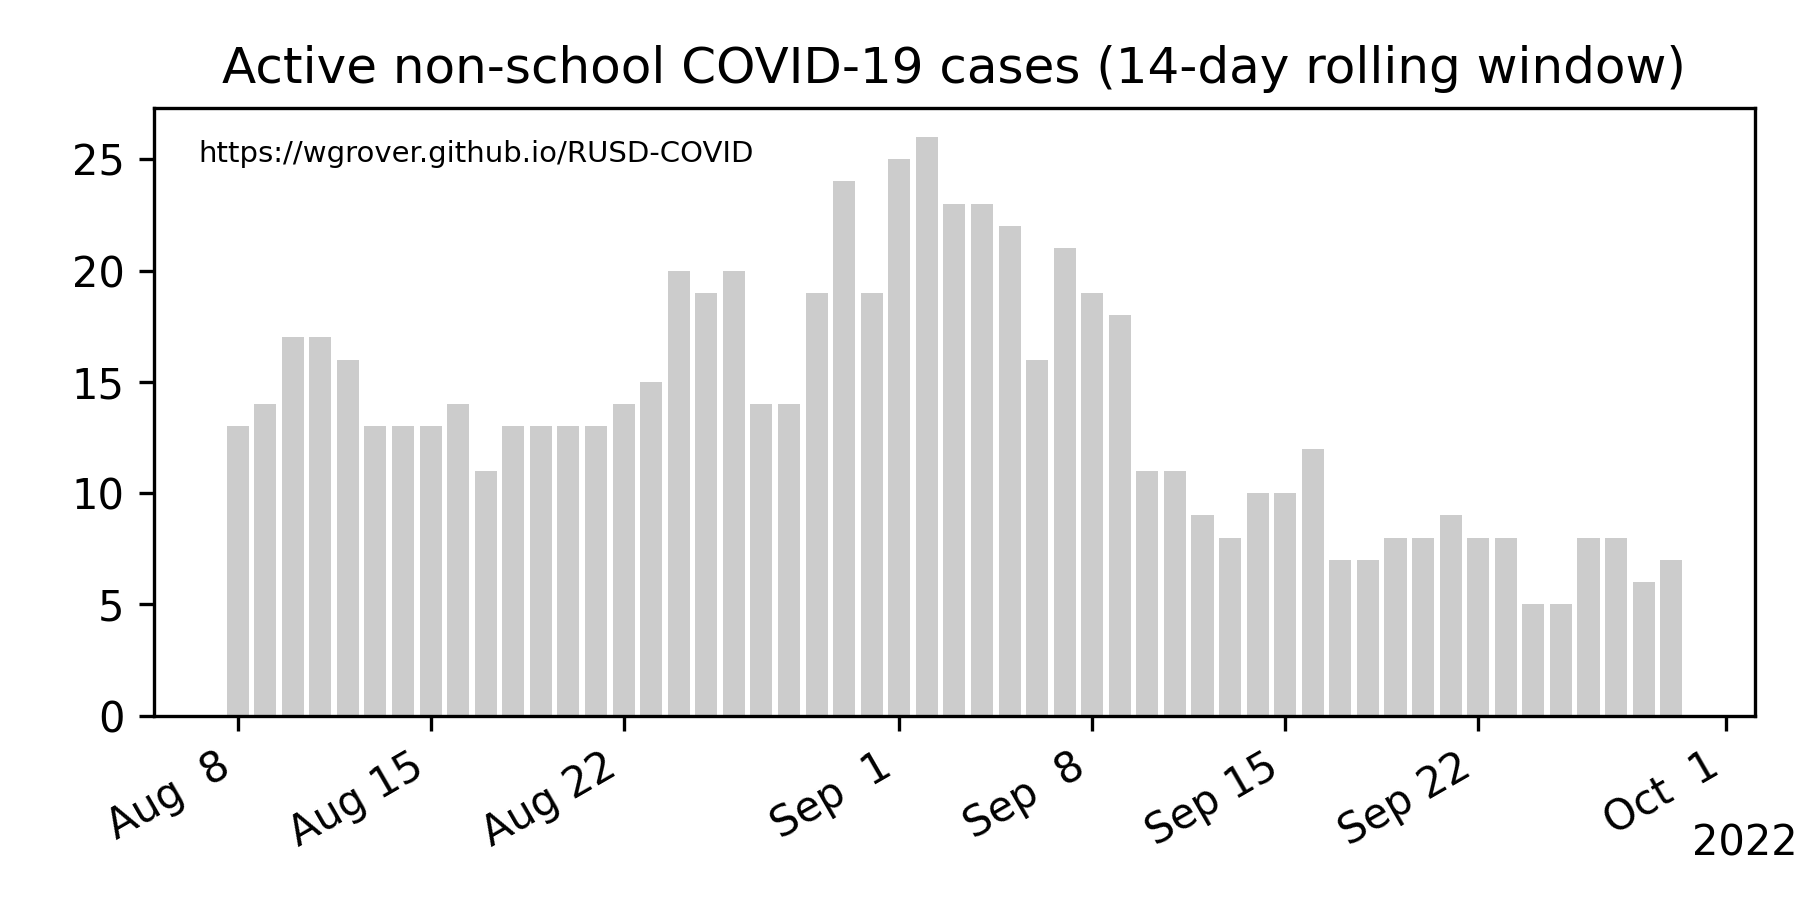 Active non-school COVID-19 cases (14-day rolling window)
https://wgrover.github.io/RUSD-COVID
25
20
15
10
5
0
Aug 8
Aug 15
Aug 22
Sep 1
Sep 8
Sep 15
Sep 22
Oct 1
2022